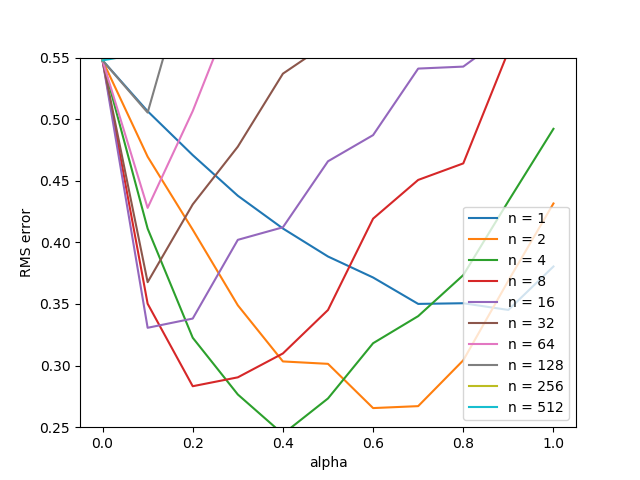 0.55
0.50
0.45
0.40
0.35
0.30
0.25
RMS error
n = 1
n = 2
n = 4
n = 8
n = 16
n = 32
n = 64
n = 128
n = 256
n = 512
0.0 0.2 0.4 0.6 0.8 1.0
alpha